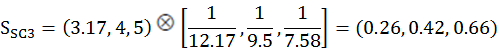 S_SC3 = (3.17, 4, 5) ⊗ [1/12.17, 1/9.5, 1/7.58] = (0.26, 0.42, 0.66)